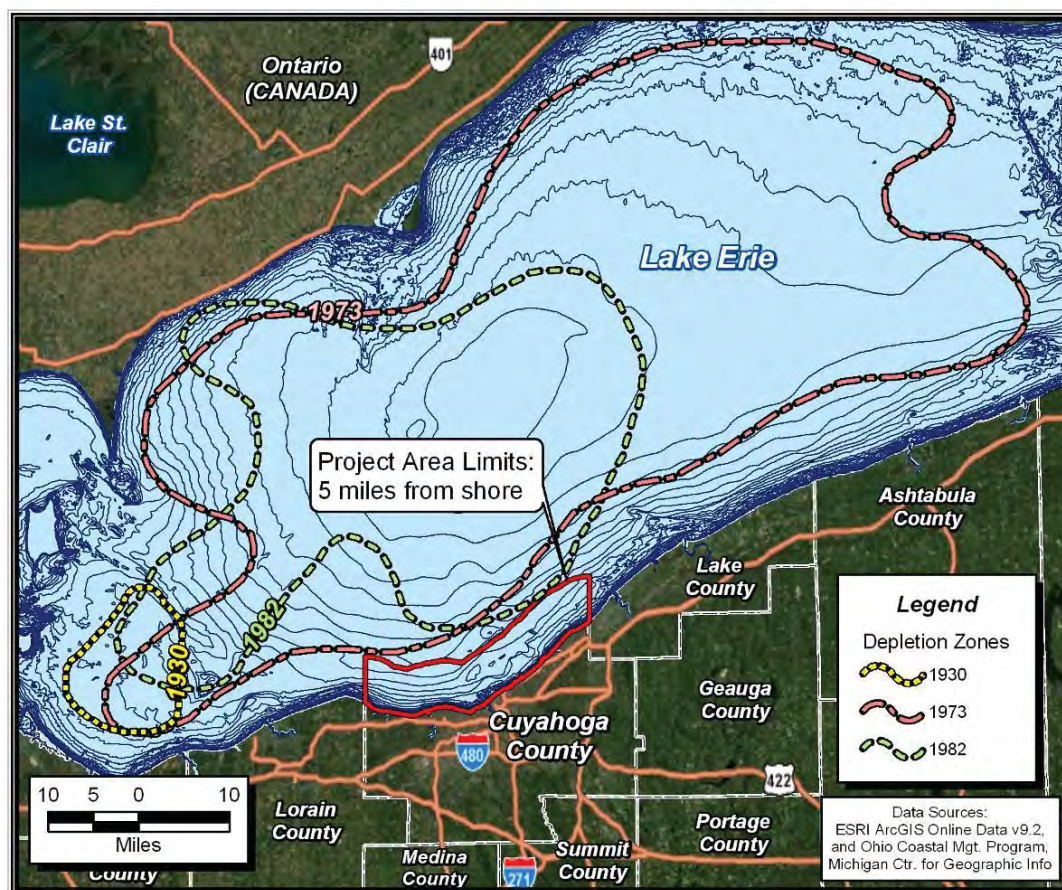 Ontario
(CANADA)
401
Lake St.
Clair
Lake Erie
1973
Project Area Limits:
5 miles from shore
Ashtabula
County
Lake
County
1982
1930
Geauga
County
Cuyahoga
County
480
422
Lorain
County
Medina
County
Summit
County
Portage
County
271
County
10 5 0 10
Miles
Legend
Depletion Zones
1930
1973
1982
Data Sources:
ESRI ArcGIS Online Data v9.2,
and Ohio Coastal Mgt. Program,
Michigan Ctr. for Geographic Info